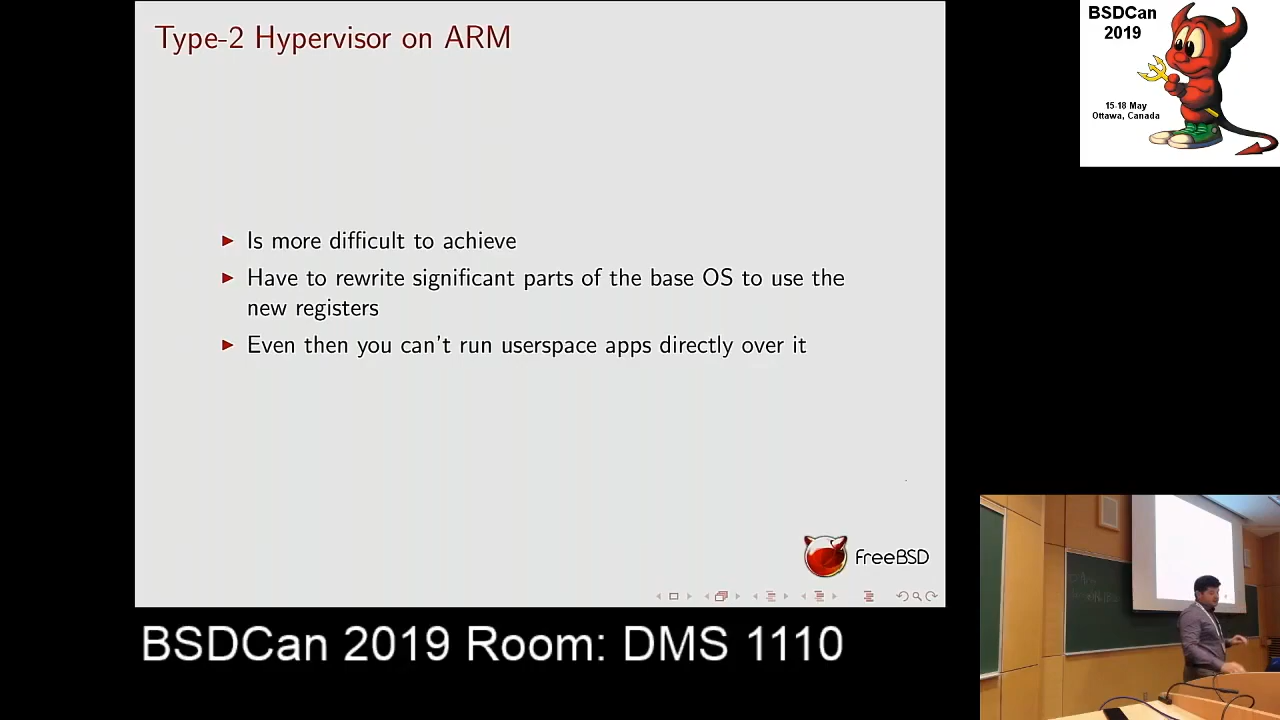 Type-2 Hypervisor on ARM
Is more difficult to achieve
Have to rewrite significant parts of the base OS to use the
new registers
Even then you can't run userspace apps directly over it
FreeBSD
BSDCan 2019 Room: DMS 1110
BSDCan
2019
15-18 May
Ottawa, Canada